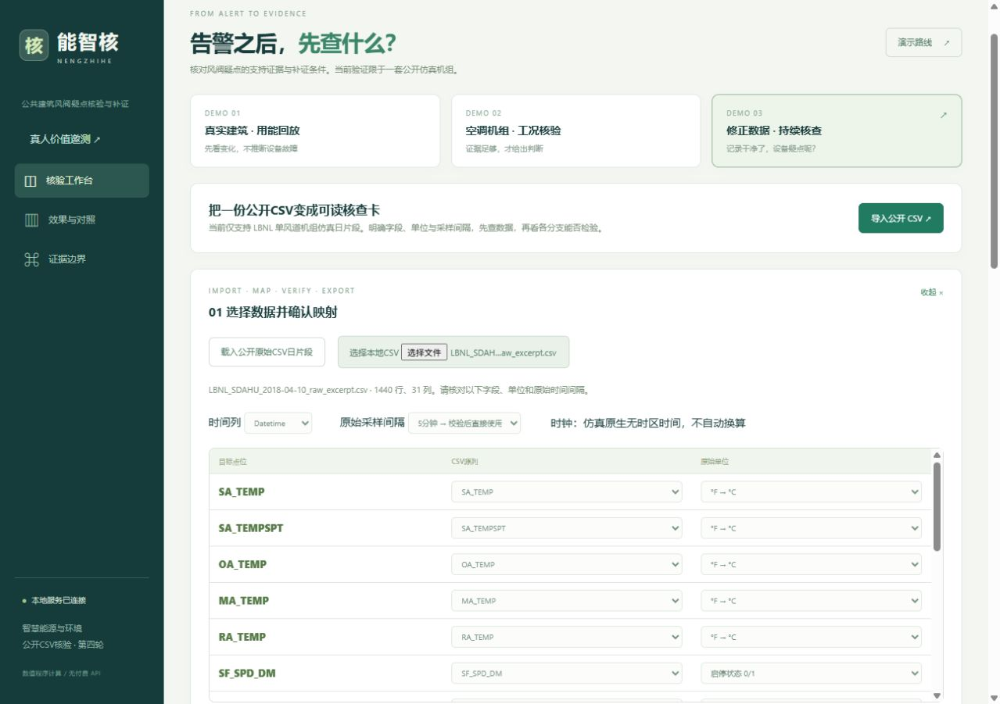 核 能智核
NENGZHIHE
公共建筑风阀疑点核验与补证
真人价值邀测 ↗
核验工作台
效果与对照
证据边界
本地服务已连接
智慧能源与环境
公开CSV核验 · 第四轮
数值程序计算 / 无付费 API
FROM ALERT TO EVIDENCE
告警之后，先查什么？
核对风阀疑点的支持证据与补证条件。当前验证限于一套公开仿真机组。
演示路线 ↗
DEMO 01
真实建筑 · 用能回放
先看变化，不推断设备故障
DEMO 02
空调机组 · 工况核验
证据足够，才给出判断
DEMO 03 ↗
修正数据 · 持续核查
记录干净了，设备疑点呢？
把一份公开CSV变成可读核查卡
当前仅支持 LBNL 单风道机组仿真日片段。明确字段、单位与采样间隔，先查数据，再看各分支能否检验。
导入公开 CSV ↗
IMPORT · MAP · VERIFY · EXPORT
收起 ×
01 选择数据并确认映射
载入公开原始CSV日片段
选择本地CSV 选择文件 LBNL_SDAH...aw_excerpt.csv
LBNL_SDAHU_2018-04-10_raw_excerpt.csv · 1440 行、31 列。请核对以下字段、单位和原始时间间隔。
时间列 Datetime 原始采样间隔 5分钟 → 校验后直接使用 时钟：仿真原生无时区时间，不自动换算
目标点位 CSV源列 原始单位
SA_TEMP SA_TEMP °F → °C
SA_TEMPSPT SA_TEMPSPT °F → °C
OA_TEMP OA_TEMP °F → °C
MA_TEMP MA_TEMP °F → °C
RA_TEMP RA_TEMP °F → °C
SF_SPD_DM SF_SPD_DM 启停状态 0/1